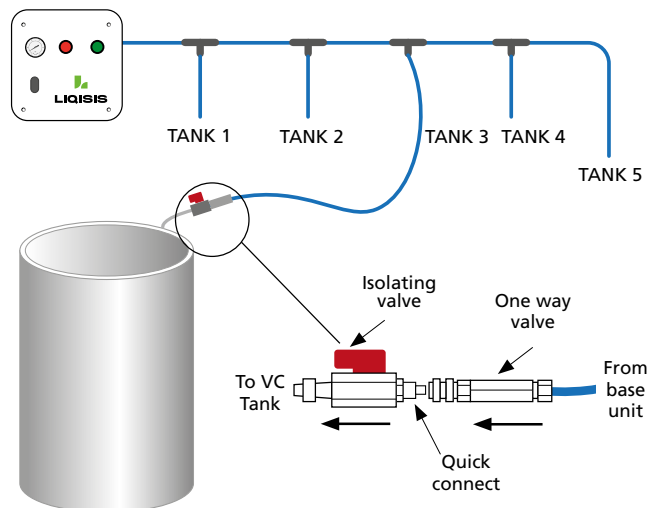 LIQISIS
TANK 1
TANK 2
TANK 3
TANK 4
TANK 5
Isolating
valve
One way
valve
To VC
Tank
From
base
unit
Quick
connect